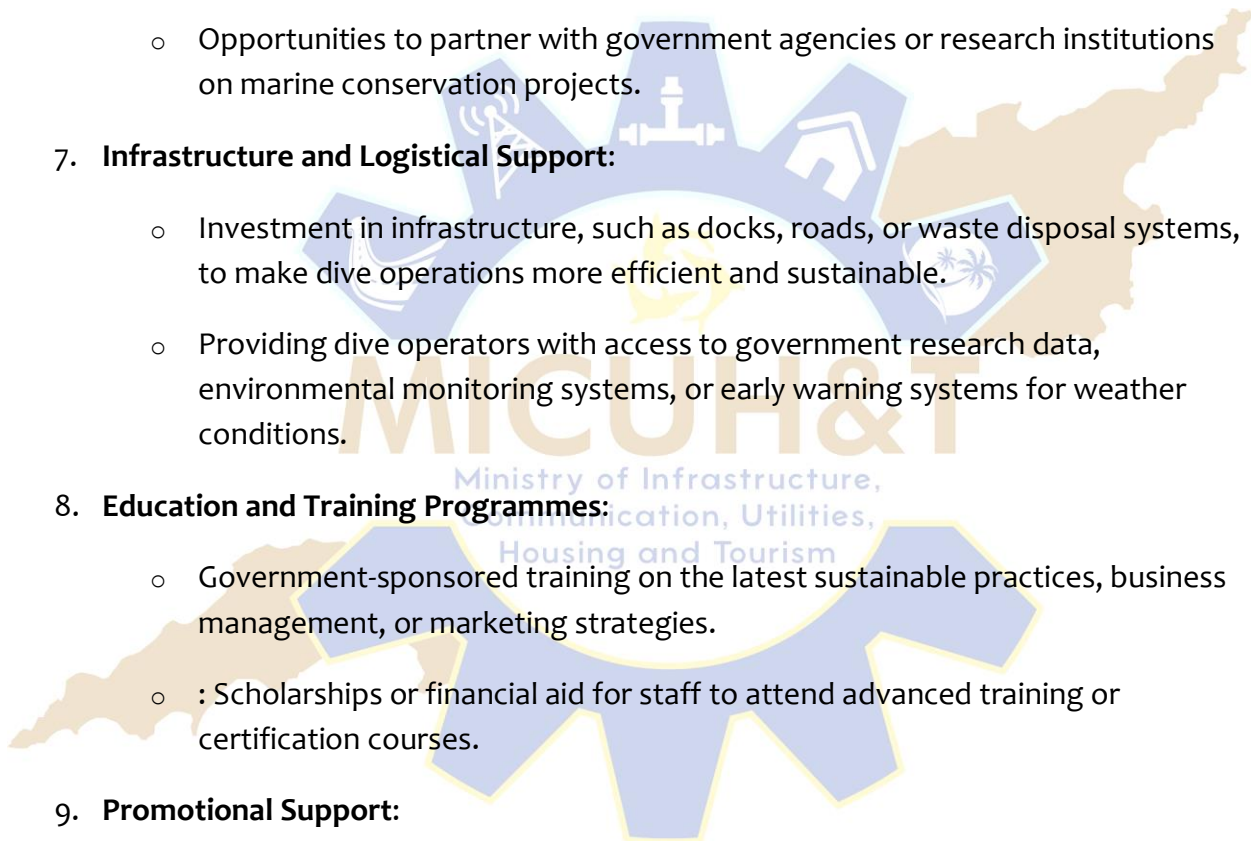 o Opportunities to partner with government agencies or research institutions
on marine conservation projects.
7. Infrastructure and Logistical Support:
o Investment in infrastructure, such as docks, roads, or waste disposal systems,
to make dive operations more efficient and sustainable.
o Providing dive operators with access to government research data,
environmental monitoring systems, or early warning systems for weather
conditions.
MICUH&T
Ministry of Infrastructure,
8. Education and Training Programmes:
Communication, Utilities,
Housing and Tourism
o Government-sponsored training on the latest sustainable practices, business
management, or marketing strategies.
o : Scholarships or financial aid for staff to attend advanced training or
certification courses.
9. Promotional Support: